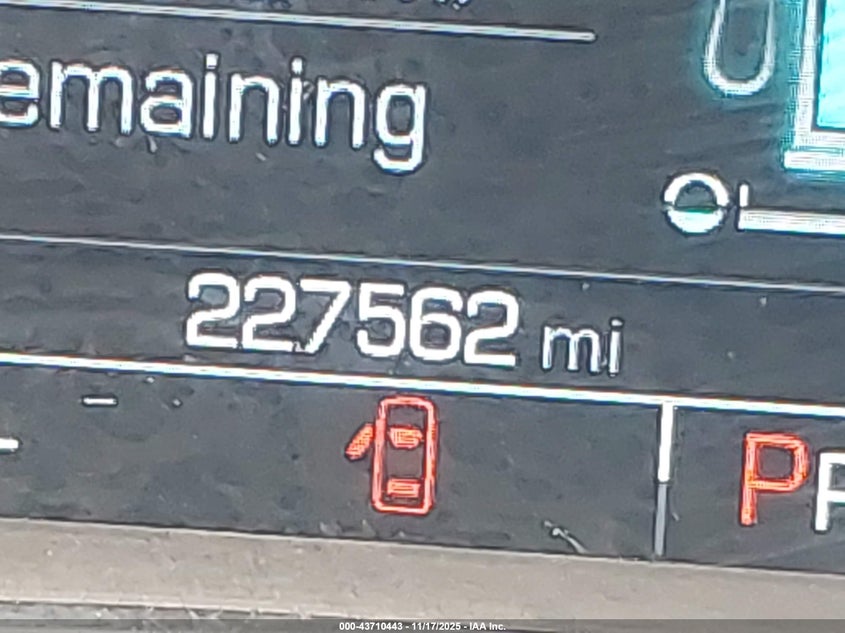 emaining
227562 mi
P
000-43710443 - 11/17/2025 - IAA Inc.